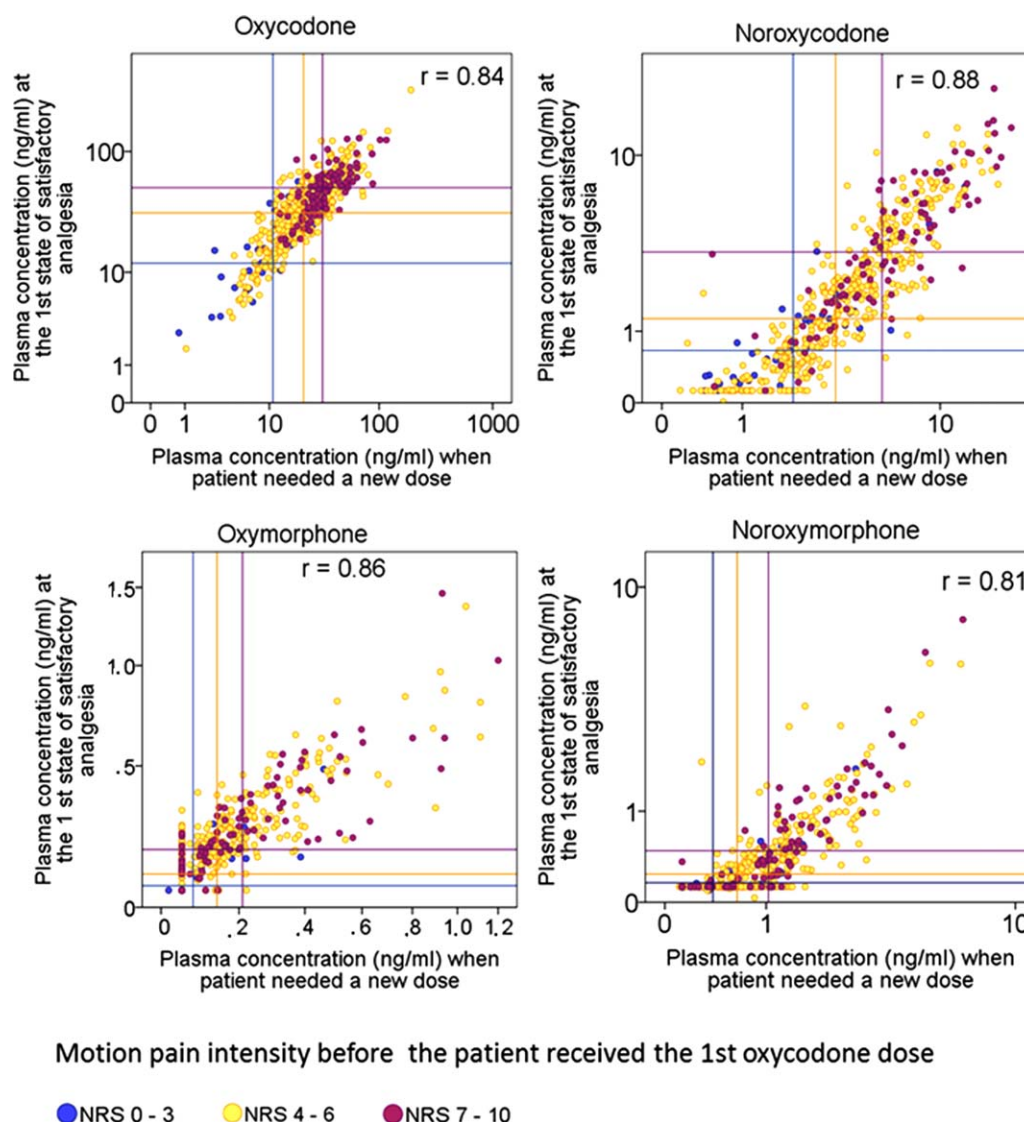 Oxycodone
Plasma concentration (ng/ml) at
the 1st state of satisfactory
analgesia
r = 0.84
100
10
1
0
0 1 10 100 1000
Plasma concentration (ng/ml) when
patient needed a new dose
Noroxycodone
Plasma concentration (ng/ml) at
the 1st state of satisfactory
analgesia
r = 0.88
10
1
0
0 1 10
Plasma concentration (ng/ml) when
patient needed a new dose
Oxymorphone
Plasma concentration (ng/ml) at
the 1 st state of satisfactory
analgesia
r = 0.86
1.5
1.0
.5
0
0 .2 .4 .6 .8 1.0 1.2
Plasma concentration (ng/ml) when
patient needed a new dose
Noroxymorphone
Plasma concentration (ng/ml) at
the 1st state of satisfactory
analgesia
r = 0.81
10
1
0
0 1 10
Plasma concentration (ng/ml) when
patient needed a new dose
Motion pain intensity before the patient received the 1st oxycodone dose
NRS 0 - 3 NRS 4 - 6 NRS 7 - 10